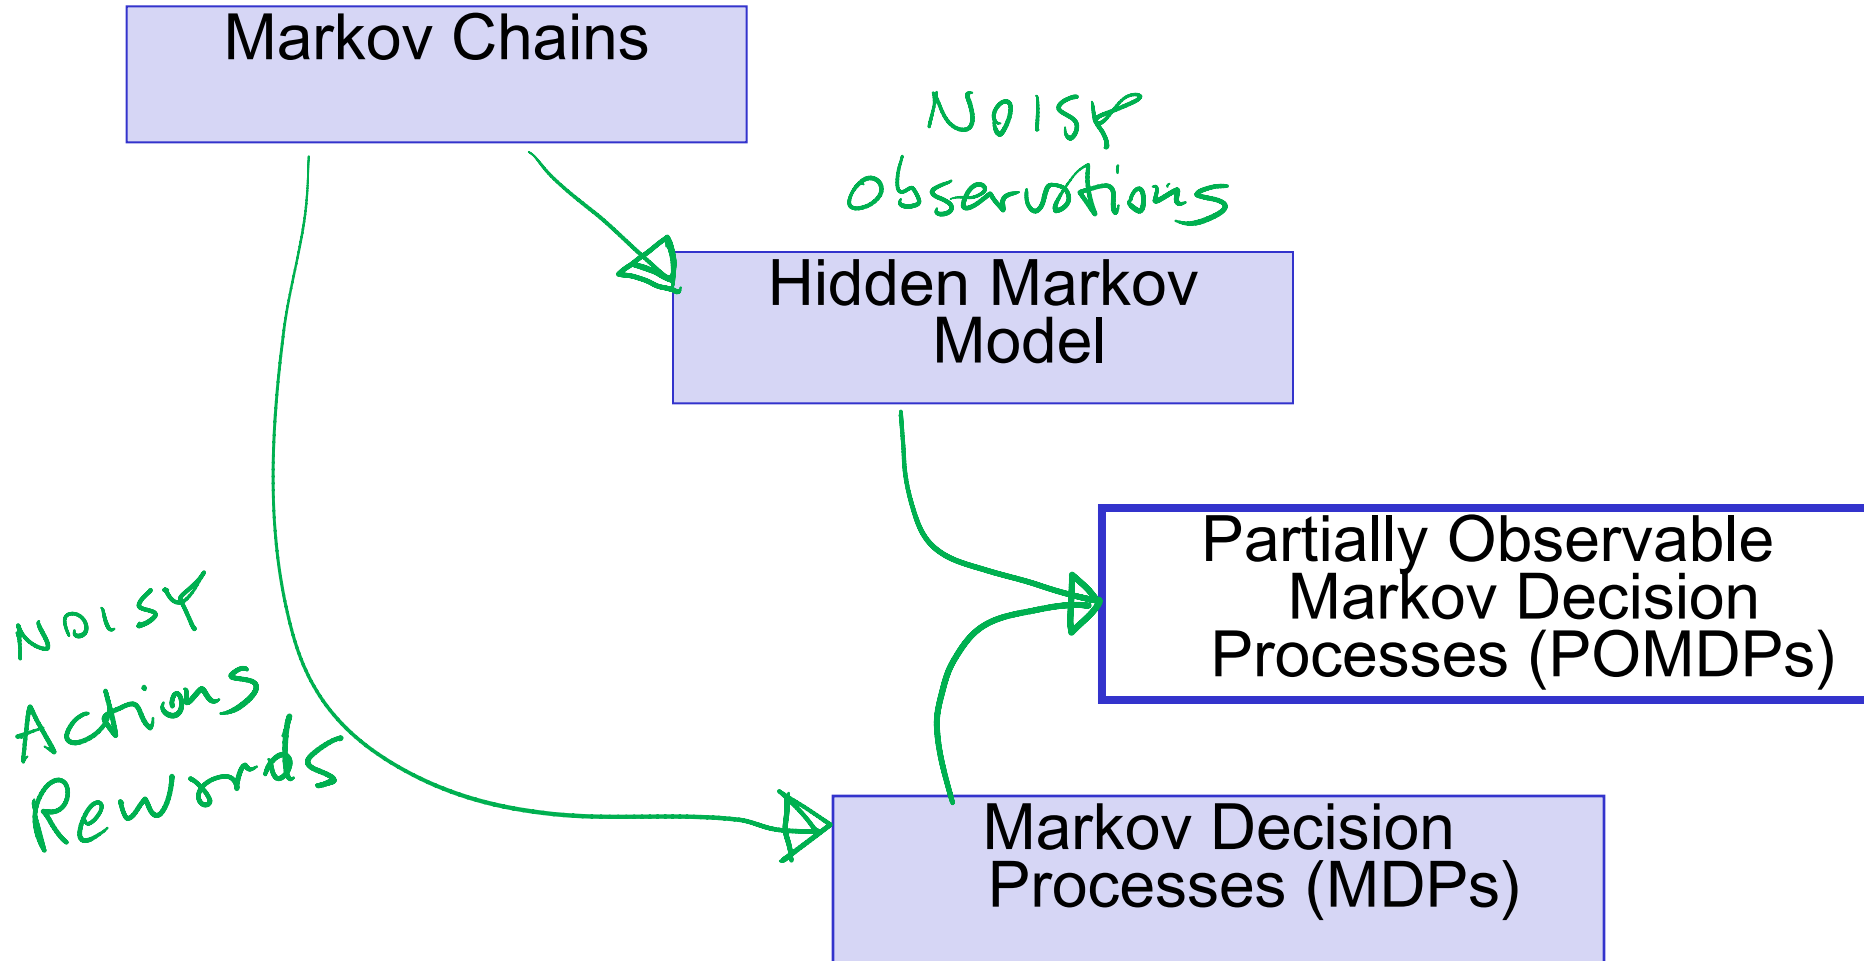 Markov Chains
NOISY
Observations
Hidden Markov
Model
Partially Observable
Markov Decision
Processes (POMDPs)
NOISY
Actions
Rewards
Markov Decision
Processes (MDPs)